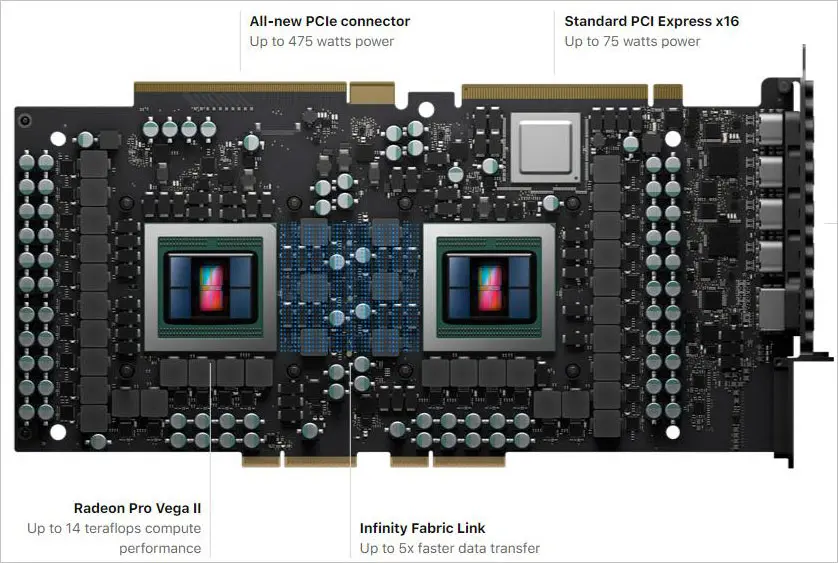 All-new PCIe connector
Up to 475 watts power
Standard PCI Express x16
Up to 75 watts power
Radeon Pro Vega II
Up to 14 teraflops compute
performance
Infinity Fabric Link
Up to 5x faster data transfer